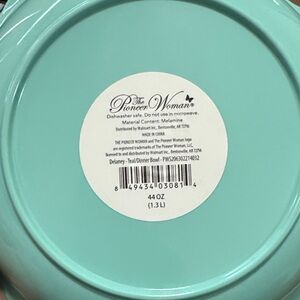 The
Pioneer Woman®
Dishwasher safe. Do not use in microwave.
Material Content: Melamine
Distributed by Walmart Inc., Bentonville, AR 72716
MADE IN CHINA
THE PIONEER WOMAN and The Pioneer Woman logo
are registered trademarks of The Pioneer Woman, LLC,
licensed to and distributed by Walmart Inc., Bentonville, AR 72716
Delaney - Teal/Dinner Bowl - PWS206302214032
8 49434 03081 4
44 OZ
(1.3 L)